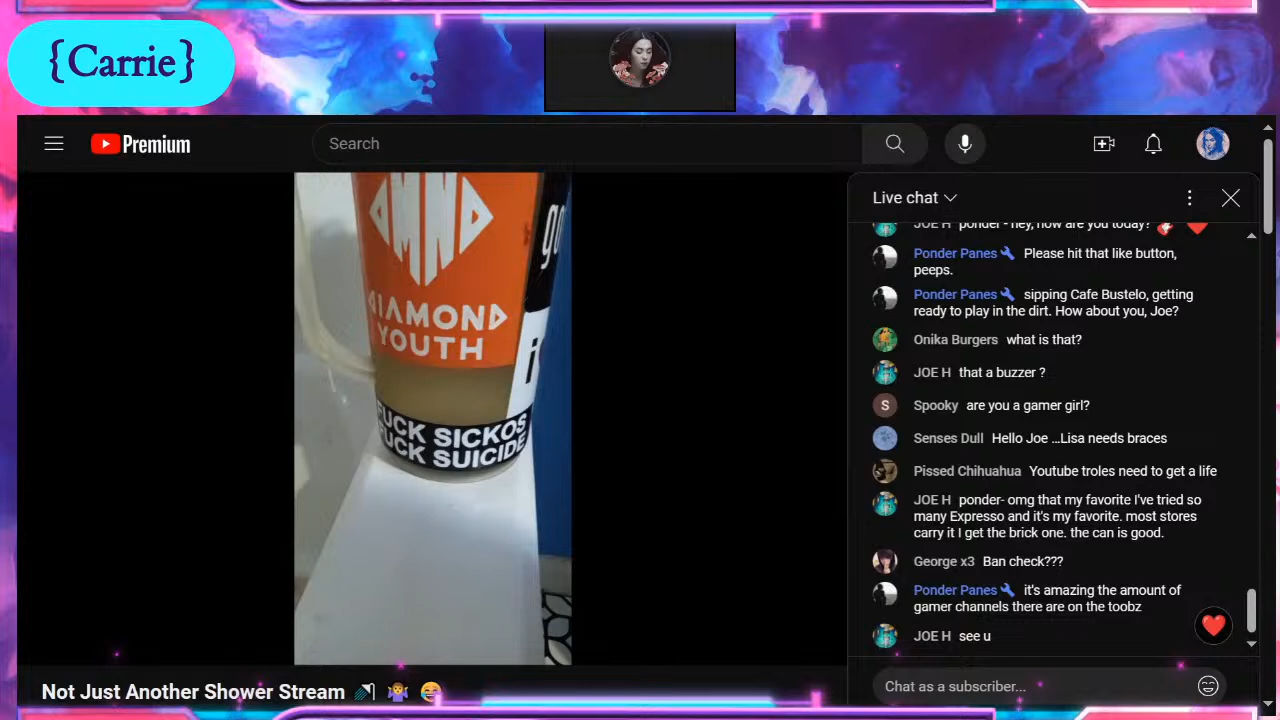 {Carrie}
Premium
Search
DMND
DIAMOND
YOUTH
FUCK SICKOS
FUCK SUICIDE
Live chat
JOE H ponder - hey, how are you today?
Ponder Panes Please hit that like button,
peeps.
Ponder Panes sipping Cafe Bustelo, getting
ready to play in the dirt. How about you, Joe?
Onika Burgers what is that?
JOE H that a buzzer ?
S
Spooky are you a gamer girl?
Senses Dull Hello Joe ...Lisa needs braces
Pissed Chihuahua Youtube troles need to get a life
JOE H ponder- omg that my favorite I've tried so
many Expresso and it's my favorite. most stores
carry it I get the brick one. the can is good.
George x3 Ban check???
Ponder Panes it's amazing the amount of
gamer channels there are on the toobz
JOE H see u
Chat as a subscriber...
Not Just Another Shower Stream 🚿 🤷‍♀️ 😂